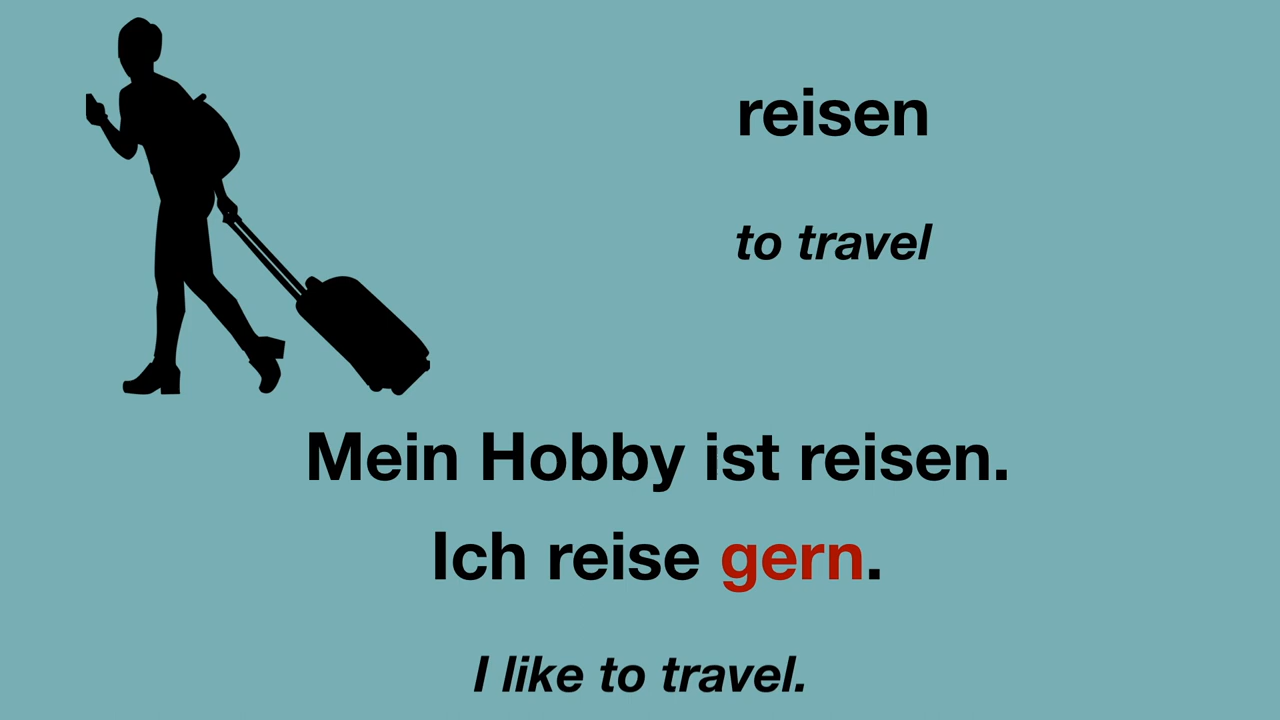 reisen
to travel
Mein Hobby ist reisen.
Ich reise gern.
I like to travel.